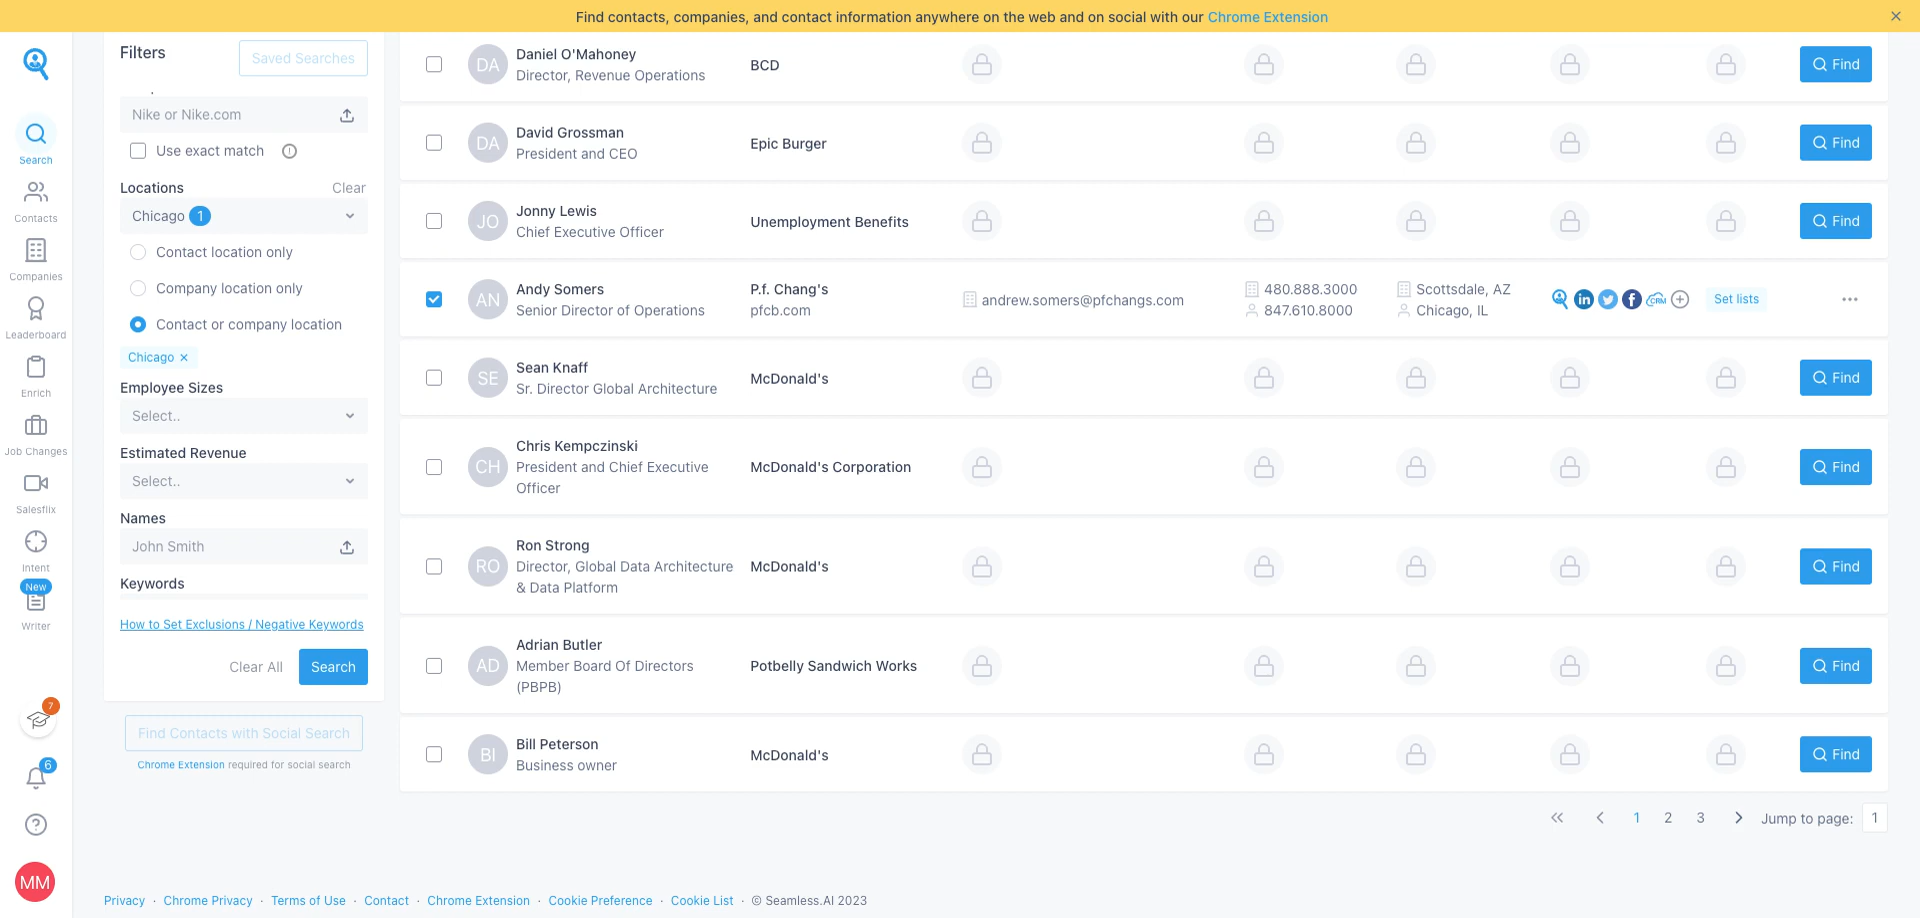 Find contacts, companies, and contact information anywhere on the web and on social with our Chrome Extension
Search
Contacts
Companies
Leaderboard
Enrich
Job Changes
Salesflix
Intent
New
Writer
7
6
MM
Filters
Saved Searches
Nike or Nike.com
Use exact match
Locations
Clear
Chicago 1
Contact location only
Company location only
Contact or company location
Chicago ×
Employee Sizes
Select..
Estimated Revenue
Select..
Names
John Smith
Keywords
How to Set Exclusions / Negative Keywords
Clear All
Search
Find Contacts with Social Search
Chrome Extension required for social search
DA
Daniel O'Mahoney
Director, Revenue Operations
BCD
Find
DA
David Grossman
President and CEO
Epic Burger
Find
JO
Jonny Lewis
Chief Executive Officer
Unemployment Benefits
Find
AN
Andy Somers
Senior Director of Operations
P.f. Chang's
pfcb.com
andrew.somers@pfchangs.com
480.888.3000
847.610.8000
Scottsdale, AZ
Chicago, IL
in
f
CRM
Set lists
SE
Sean Knaff
Sr. Director Global Architecture
McDonald's
Find
CH
Chris Kempczinski
President and Chief Executive
Officer
McDonald's Corporation
Find
RO
Ron Strong
Director, Global Data Architecture
& Data Platform
McDonald's
Find
AD
Adrian Butler
Member Board Of Directors
(PBPB)
Potbelly Sandwich Works
Find
BI
Bill Peterson
Business owner
McDonald's
Find
1 2 3 Jump to page: 1
Privacy · Chrome Privacy · Terms of Use · Contact · Chrome Extension · Cookie Preference · Cookie List · © Seamless.AI 2023